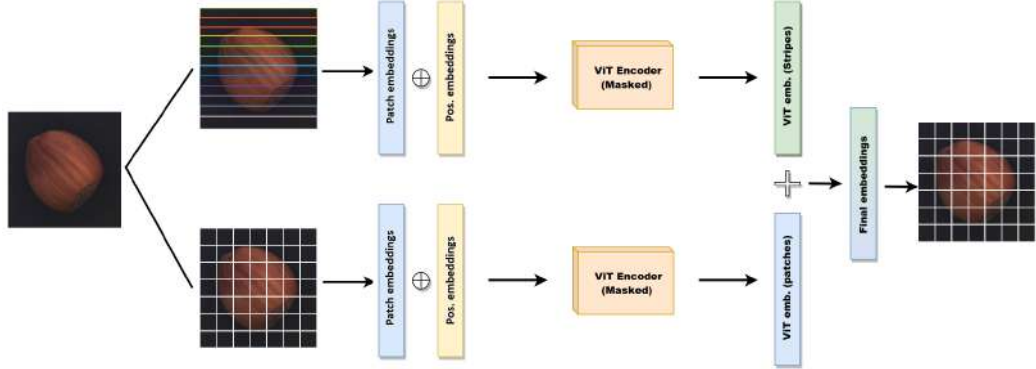 Patch embeddings
Pos. embeddings
ViT Encoder
(Masked)
ViT emb. (Stripes)
Final embeddings
Patch embeddings
Pos. embeddings
ViT Encoder
(Masked)
ViT emb. (patches)